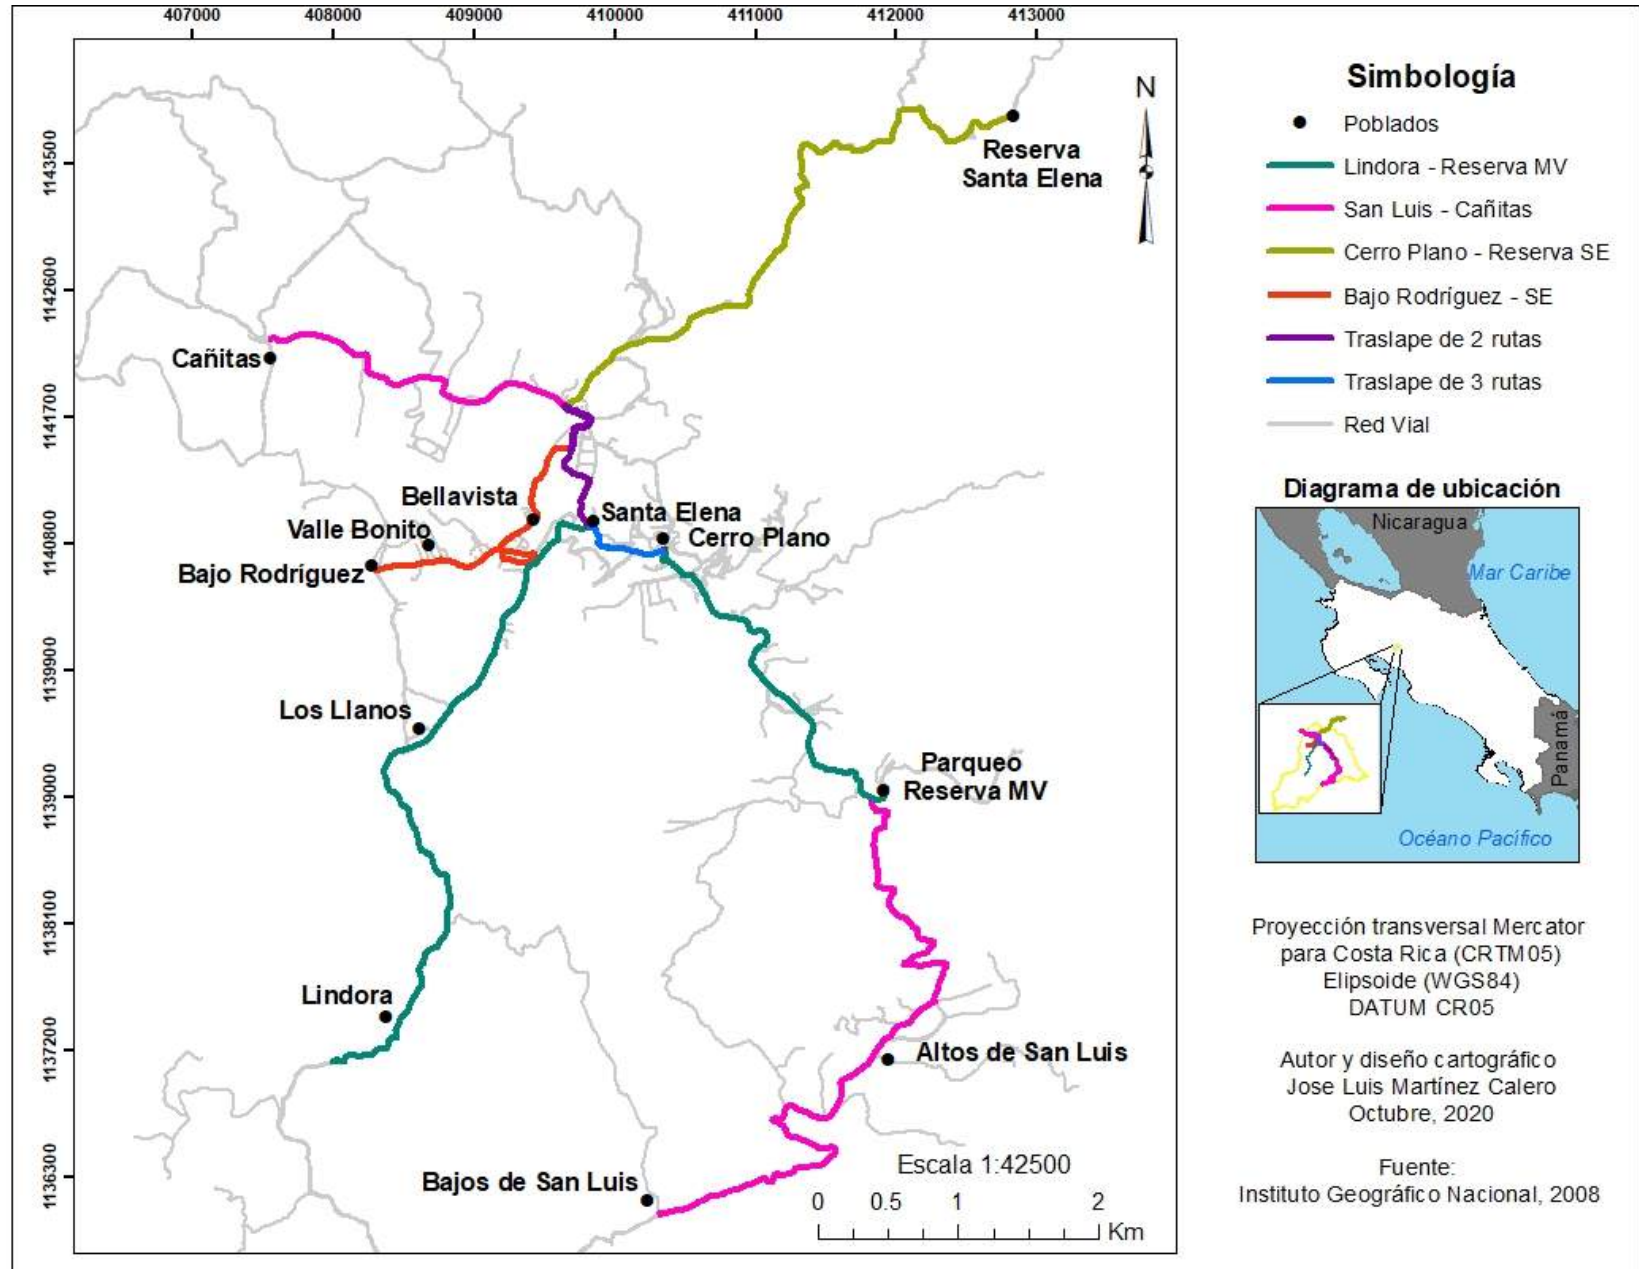 407000 408000 409000 410000 411000 412000 413000
1143500
1142600
1141700
1140800
1139900
1139000
1138100
1137200
1136300
N
Reserva
Santa Elena
Cañitas
Bellavista
Santa Elena
Valle Bonito
Cerro Plano
Bajo Rodríguez
Los Llanos
Parqueo
Reserva MV
Lindora
Altos de San Luis
Bajos de San Luis
Escala 1:42500
0 0.5 1 2
Km
Simbología
Poblados
Lindora - Reserva MV
San Luis - Cañitas
Cerro Plano - Reserva SE
Bajo Rodríguez - SE
Traslape de 2 rutas
Traslape de 3 rutas
Red Vial
Diagrama de ubicación
Nicaragua
Mar Caribe
Panamá
Océano Pacífico
Proyección transversal Mercator
para Costa Rica (CRTM05)
Elipsoide (WGS84)
DATUM CR05
Autor y diseño cartográfico
Jose Luis Martínez Calero
Octubre, 2020
Fuente:
Instituto Geográfico Nacional, 2008